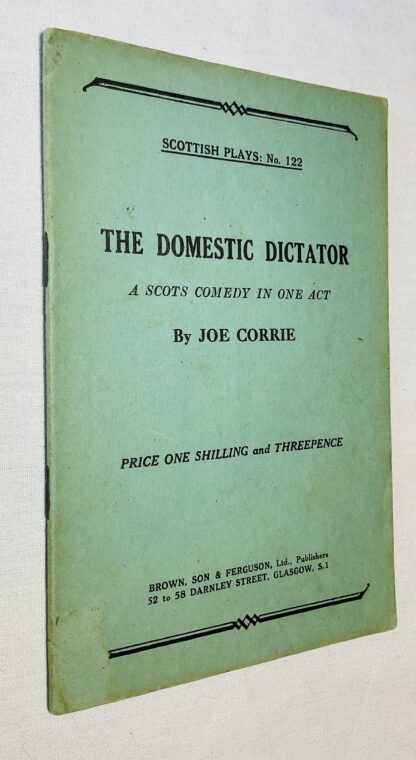 SCOTTISH PLAYS: No. 122
THE DOMESTIC DICTATOR
A SCOTS COMEDY IN ONE ACT
By JOE CORRIE
PRICE ONE SHILLING and THREEPENCE
BROWN, SON & FERGUSON, Ltd., Publishers
52 to 58 DARNLEY STREET, GLASGOW, S.1